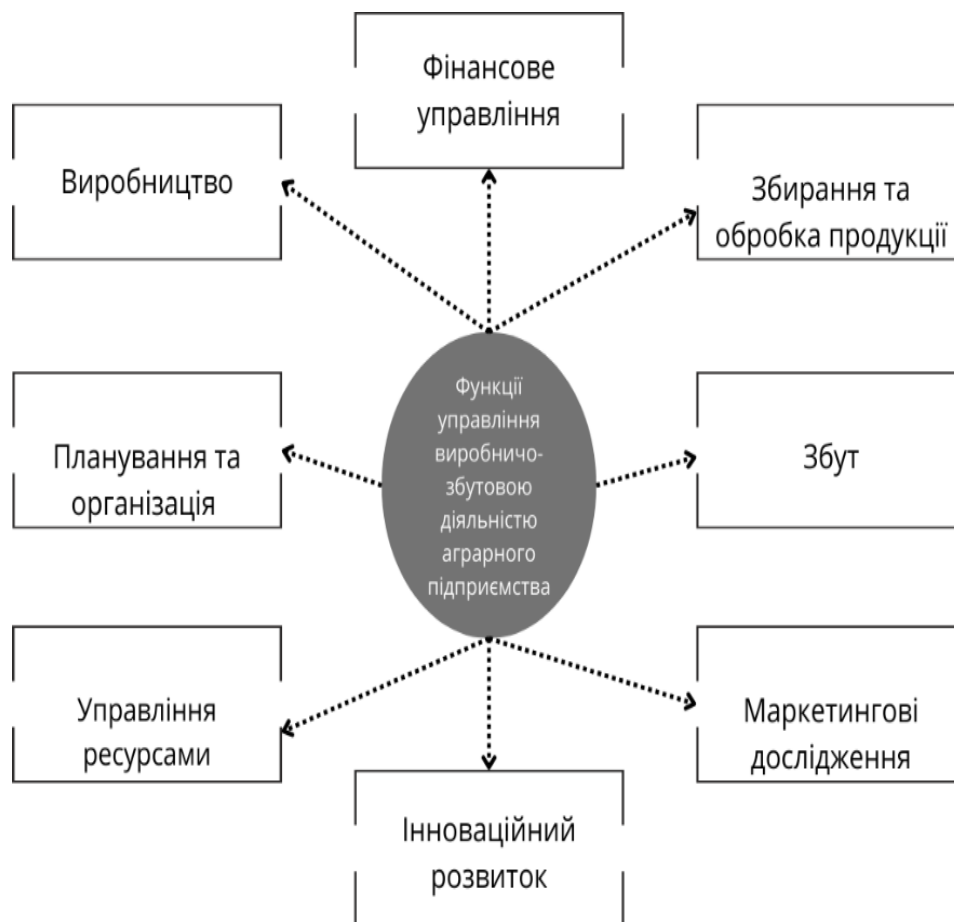 Фінансове
управління
Виробництво
Збирання та
обробка продукції
Функції
управління
виробничо-
збутовою
діяльністю
аграрного
підприємства
Планування та
організація
Збут
Управління
ресурсами
Маркетингові
дослідження
Інноваційний
розвиток